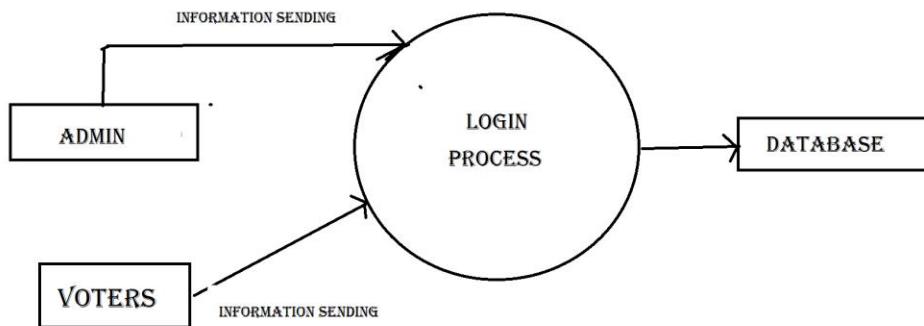 INFORMATION SENDING
ADMIN
LOGIN
PROCESS
DATABASE
VOTERS
INFORMATION SENDING